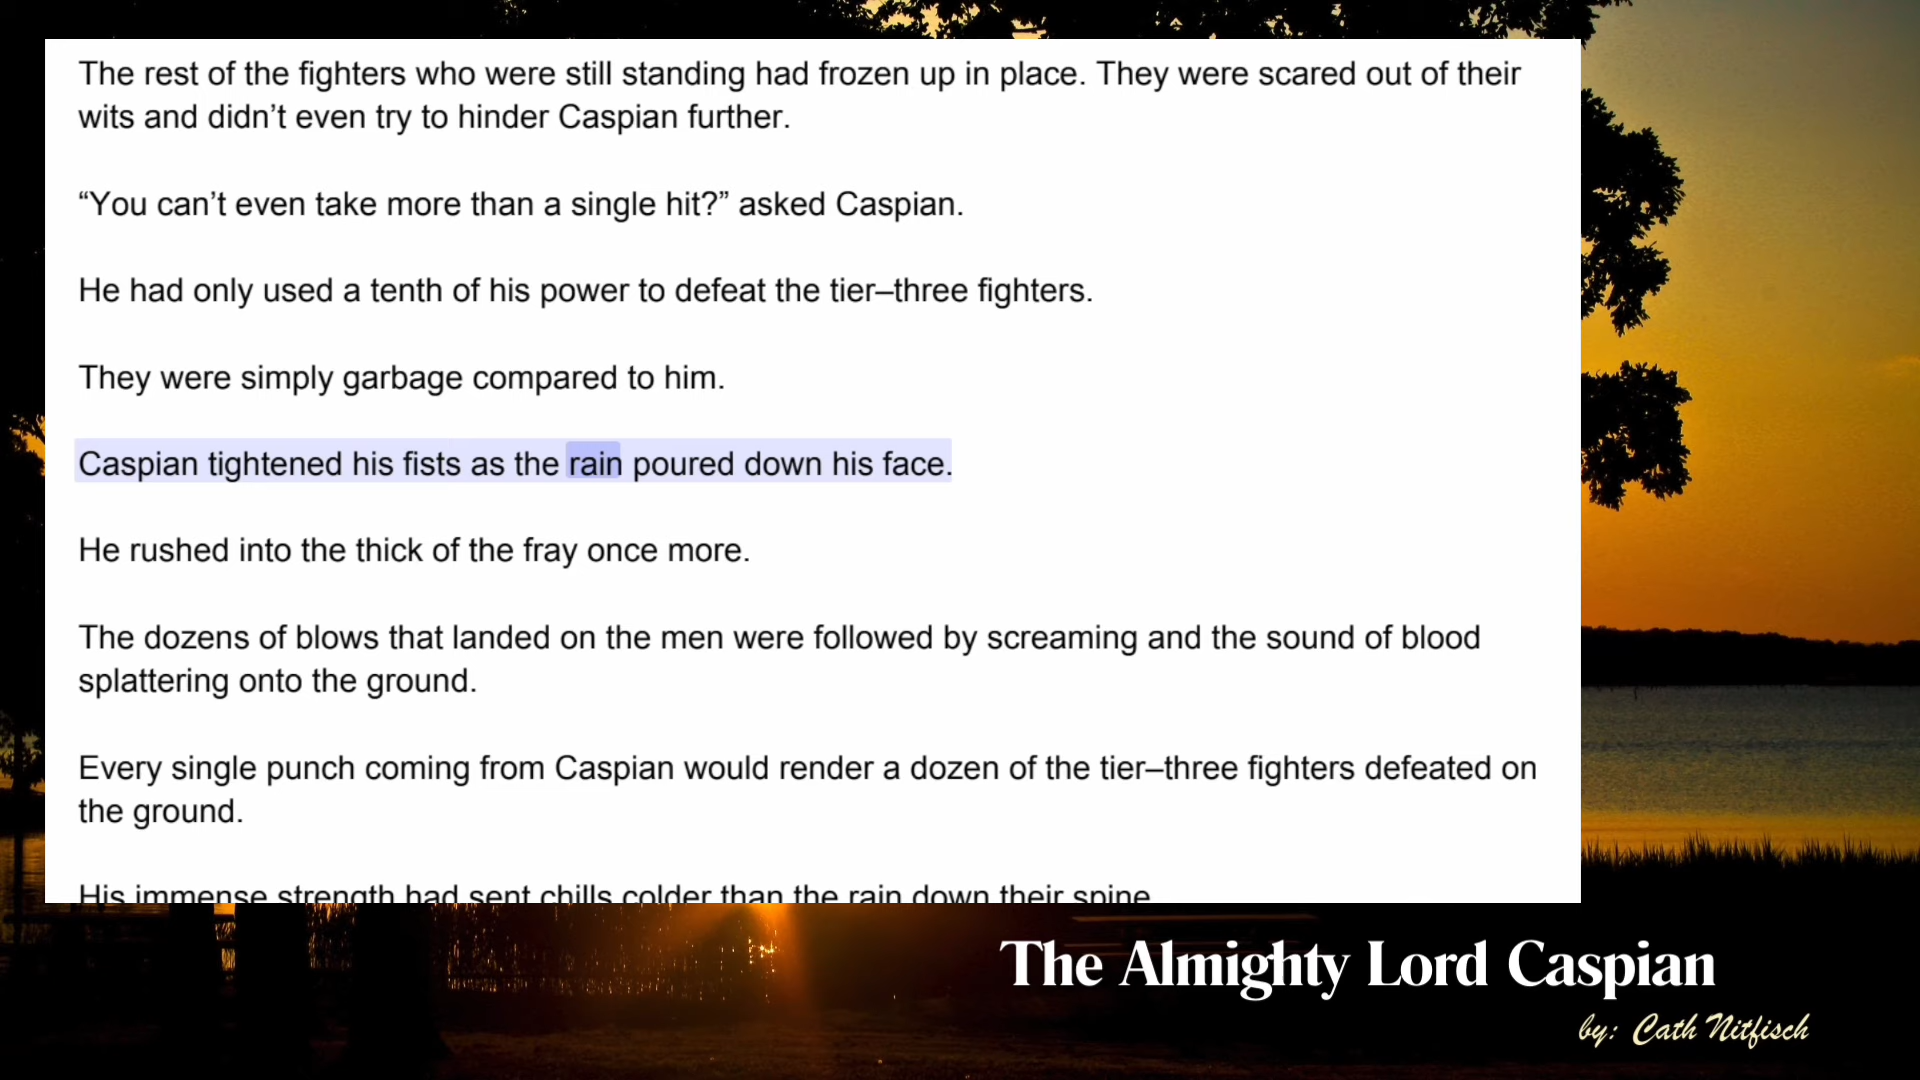 The rest of the fighters who were still standing had frozen up in place. They were scared out of their
wits and didn’t even try to hinder Caspian further.
“You can’t even take more than a single hit?” asked Caspian.
He had only used a tenth of his power to defeat the tier–three fighters.
They were simply garbage compared to him.
Caspian tightened his fists as the rain poured down his face.
He rushed into the thick of the fray once more.
The dozens of blows that landed on the men were followed by screaming and the sound of blood
splattering onto the ground.
Every single punch coming from Caspian would render a dozen of the tier–three fighters defeated on
the ground.
His immense strength had sent chills colder than the rain down their spine
The Almighty Lord Caspian
by: Cath Nitfisch